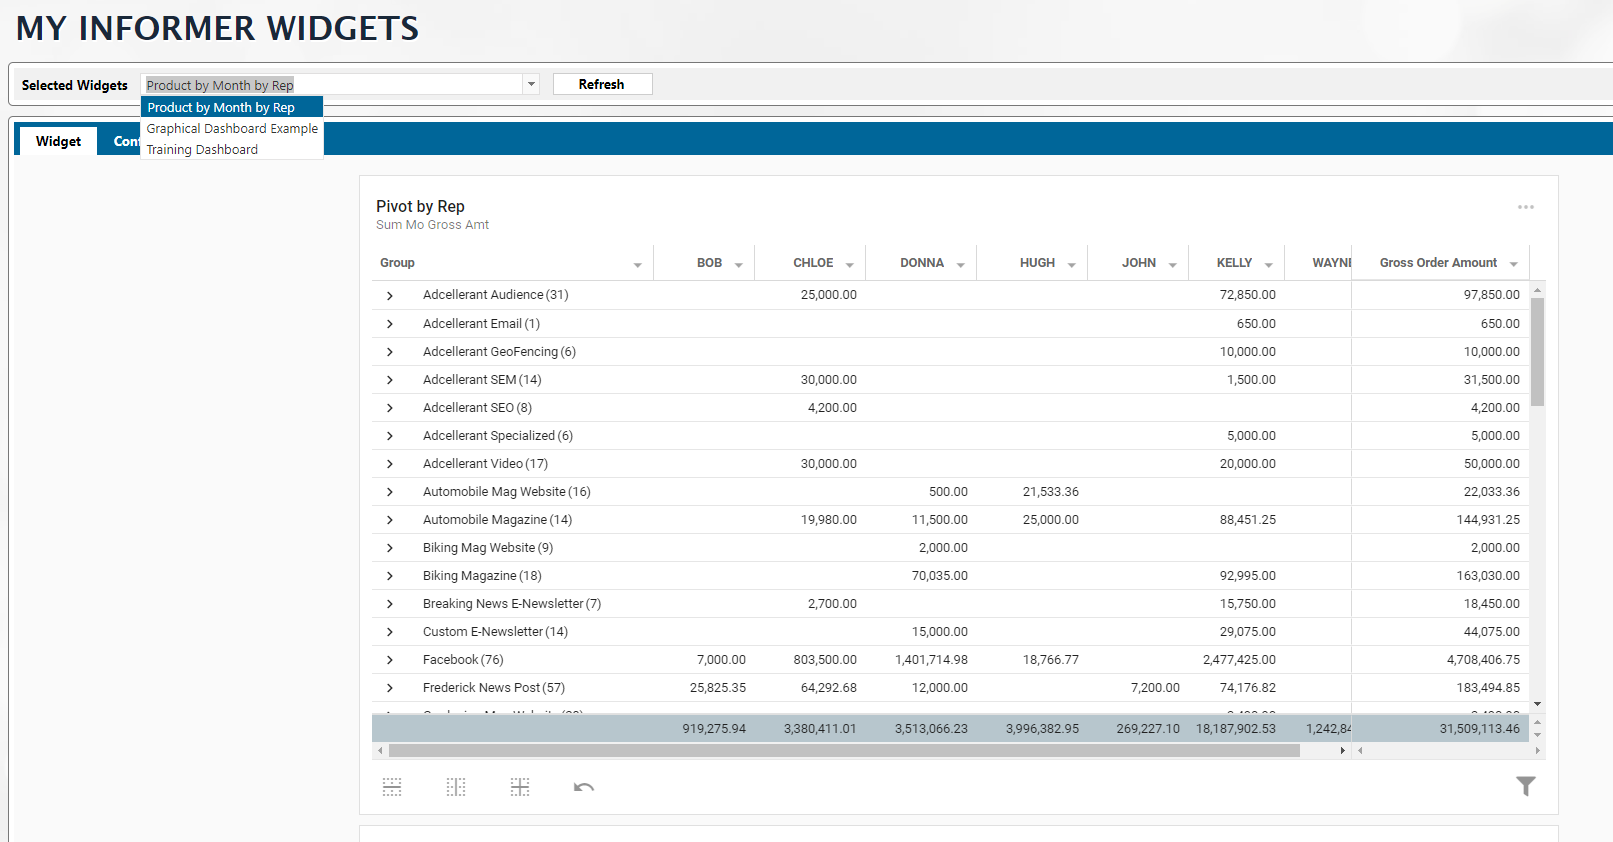 MY INFORMER WIDGETS
Selected Widgets Product by Month by Rep Refresh
Product by Month by Rep
Graphical Dashboard Example
Training Dashboard
Widget Con
Pivot by Rep
Sum Mo Gross Amt
Group BOB CHLOE DONNA HUGH JOHN KELLY WAYNE Gross Order Amount
Adcellerant Audience (31) 25,000.00 72,850.00 97,850.00
Adcellerant Email (1) 650.00 650.00
Adcellerant GeoFencing (6) 10,000.00 10,000.00
Adcellerant SEM (14) 30,000.00 1,500.00 31,500.00
Adcellerant SEO (8) 4,200.00 4,200.00
Adcellerant Specialized (6) 5,000.00 5,000.00
Adcellerant Video (17) 30,000.00 20,000.00 50,000.00
Automobile Mag Website (16) 500.00 21,533.36 22,033.36
Automobile Magazine (14) 19,980.00 11,500.00 25,000.00 88,451.25 144,931.25
Biking Mag Website (9) 2,000.00 2,000.00
Biking Magazine (18) 70,035.00 92,995.00 163,030.00
Breaking News E-Newsletter (7) 2,700.00 15,750.00 18,450.00
Custom E-Newsletter (14) 15,000.00 29,075.00 44,075.00
Facebook (76) 7,000.00 803,500.00 1,401,714.98 18,766.77 2,477,425.00 4,708,406.75
Frederick News Post (57) 25,825.35 64,292.68 12,000.00 7,200.00 74,176.82 183,494.85
919,275.94 3,380,411.01 3,513,066.23 3,996,382.95 269,227.10 18,187,902.53 1,242,84 31,509,113.46